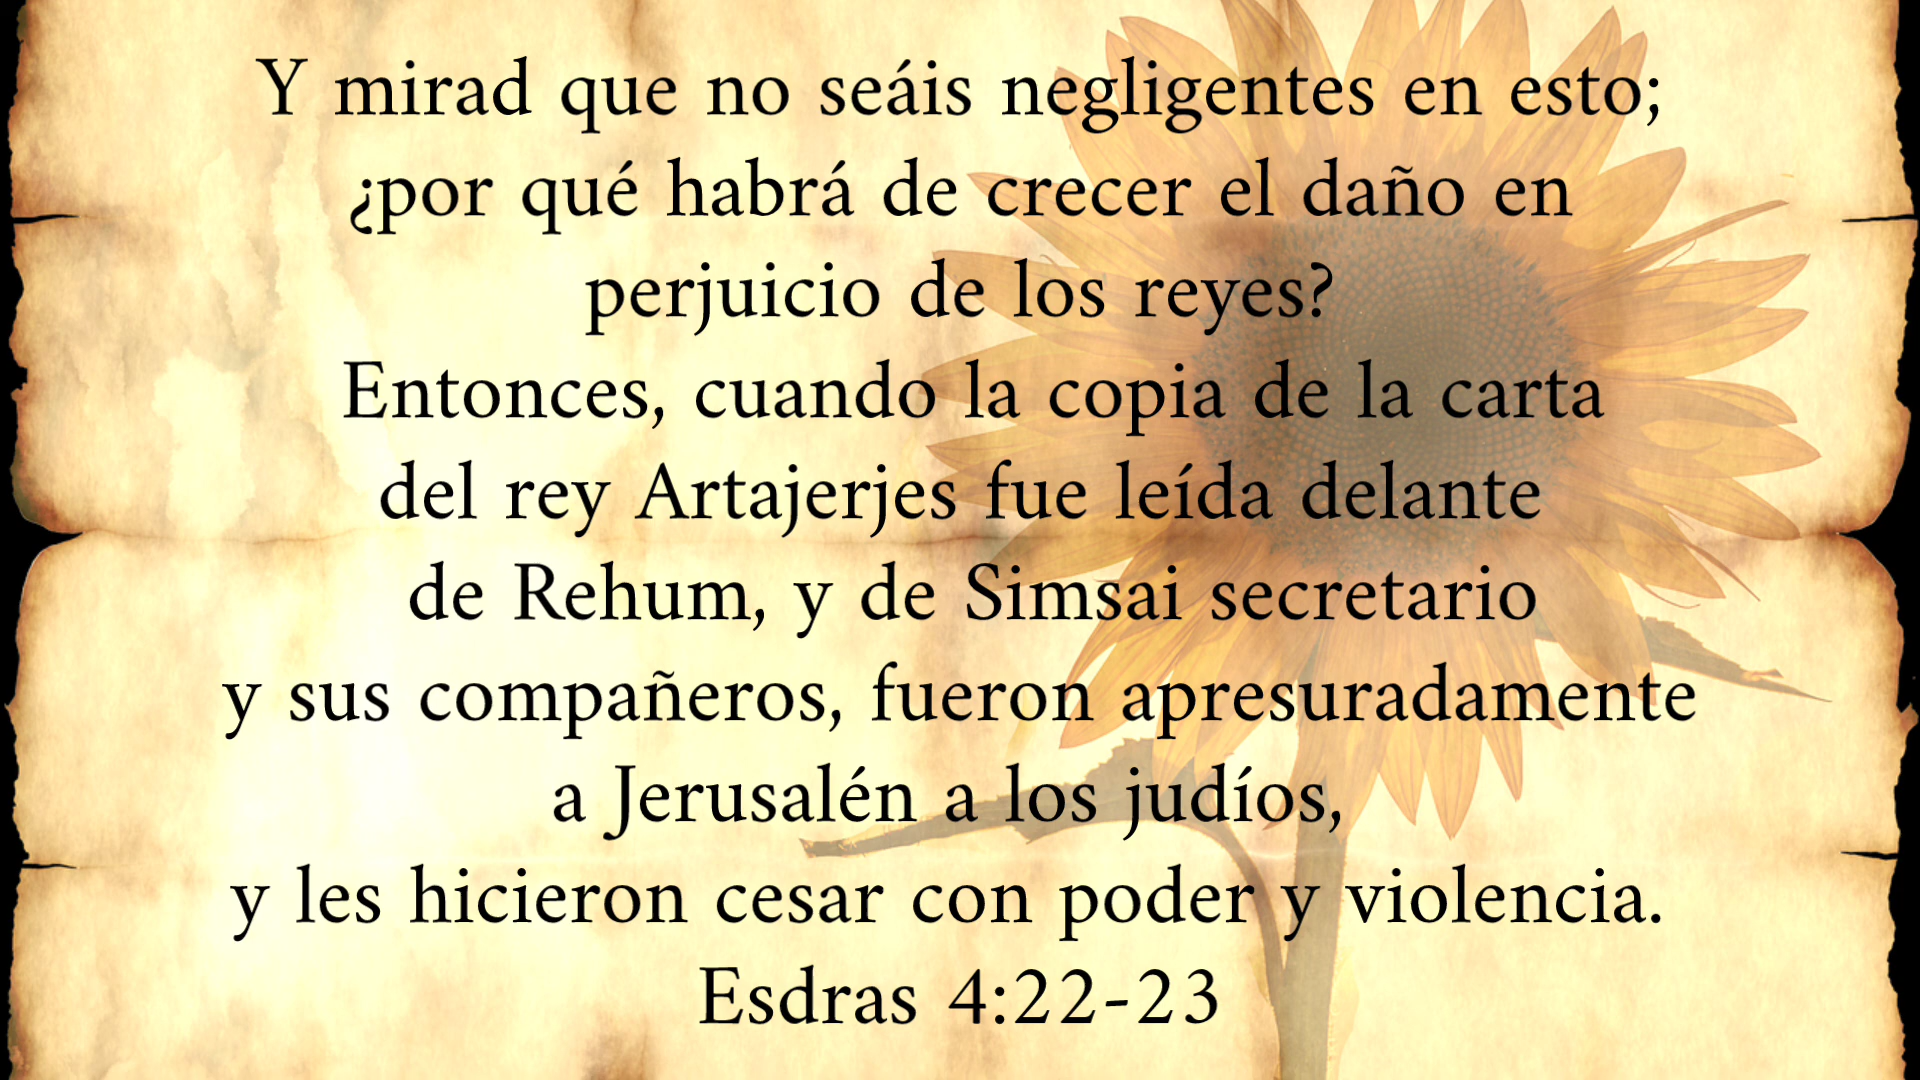 Y mirad que no seáis negligentes en esto;
¿por qué habrá de crecer el daño en
perjuicio de los reyes?
Entonces, cuando la copia de la carta
del rey Artajerjes fue leída delante
de Rehum, y de Simsai secretario
y sus compañeros, fueron apresuradamente
a Jerusalén a los judíos,
y les hicieron cesar con poder y violencia.
Esdras 4:22-23